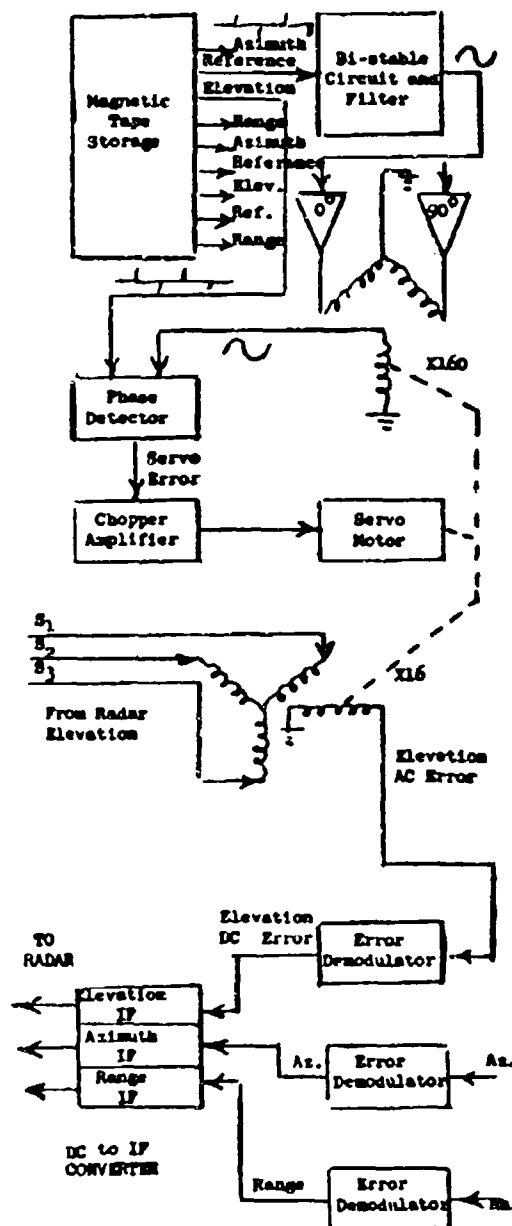 Magnetic
Tape
Storage
Azimuth
Reference
Elevation
Range
Azimuth
Reference
Elev.
Ref.
Range
Bi-stable
Circuit and
Filter
0°
90°
X160
Phase
Detector
Servo
Error
Chopper
Amplifier
Servo
Motor
S1
S2
S3
From Radar
Elevation
X16
Elevation
AC Error
Elevation
DC Error
Error
Demodulator
TO
RADAR
Elevation
IF
Azimuth
IF
Range
IF
Az.
Error
Demodulator
Az.
DC to IF
CONVERTER
Range
Error
Demodulator